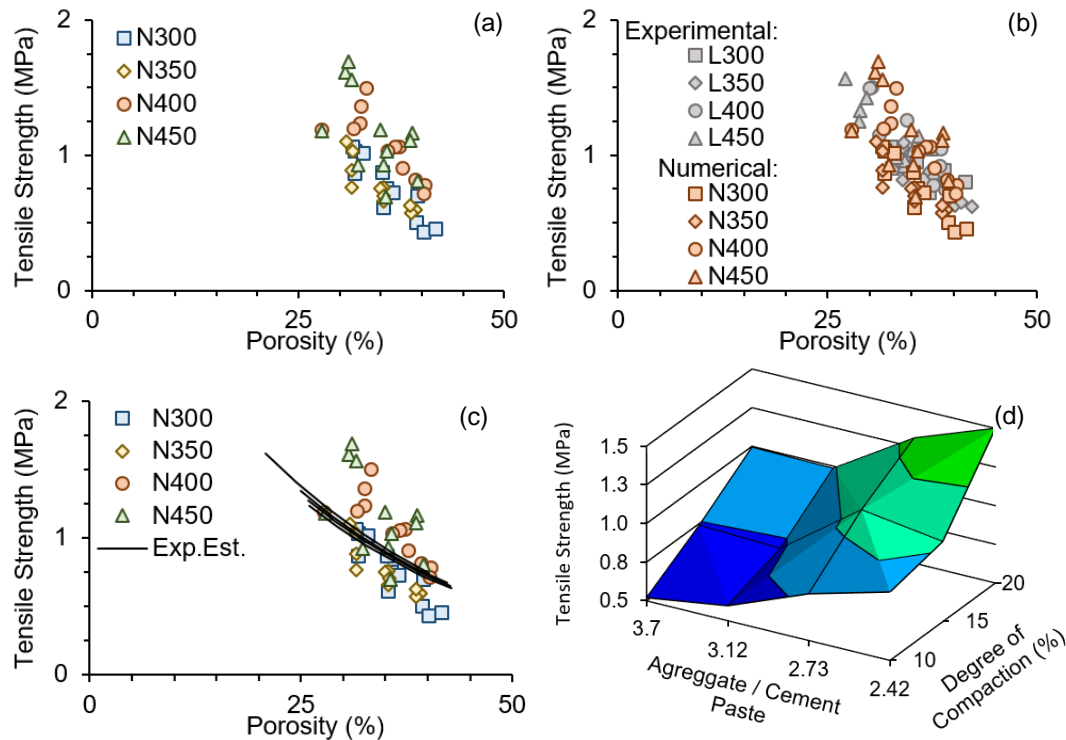 (a)
Tensile Strength (MPa)
2
1
0
N300
N350
N400
N450
0
25
50
Porosity (%)
(b)
Tensile Strength (MPa)
2
1
0
Experimental:
L300
L350
L400
L450
Numerical:
N300
N350
N400
N450
0
25
50
Porosity (%)
(c)
Tensile Strength (MPa)
2
1
0
N300
N350
N400
N450
Exp.Est.
0
25
50
Porosity (%)
(d)
Tensile Strength (MPa)
1.5
1.3
1.0
0.8
0.5
3.7
3.12
2.73
2.42
Agreggate / Cement
Paste
10
15
20
Degree of
Compaction (%)